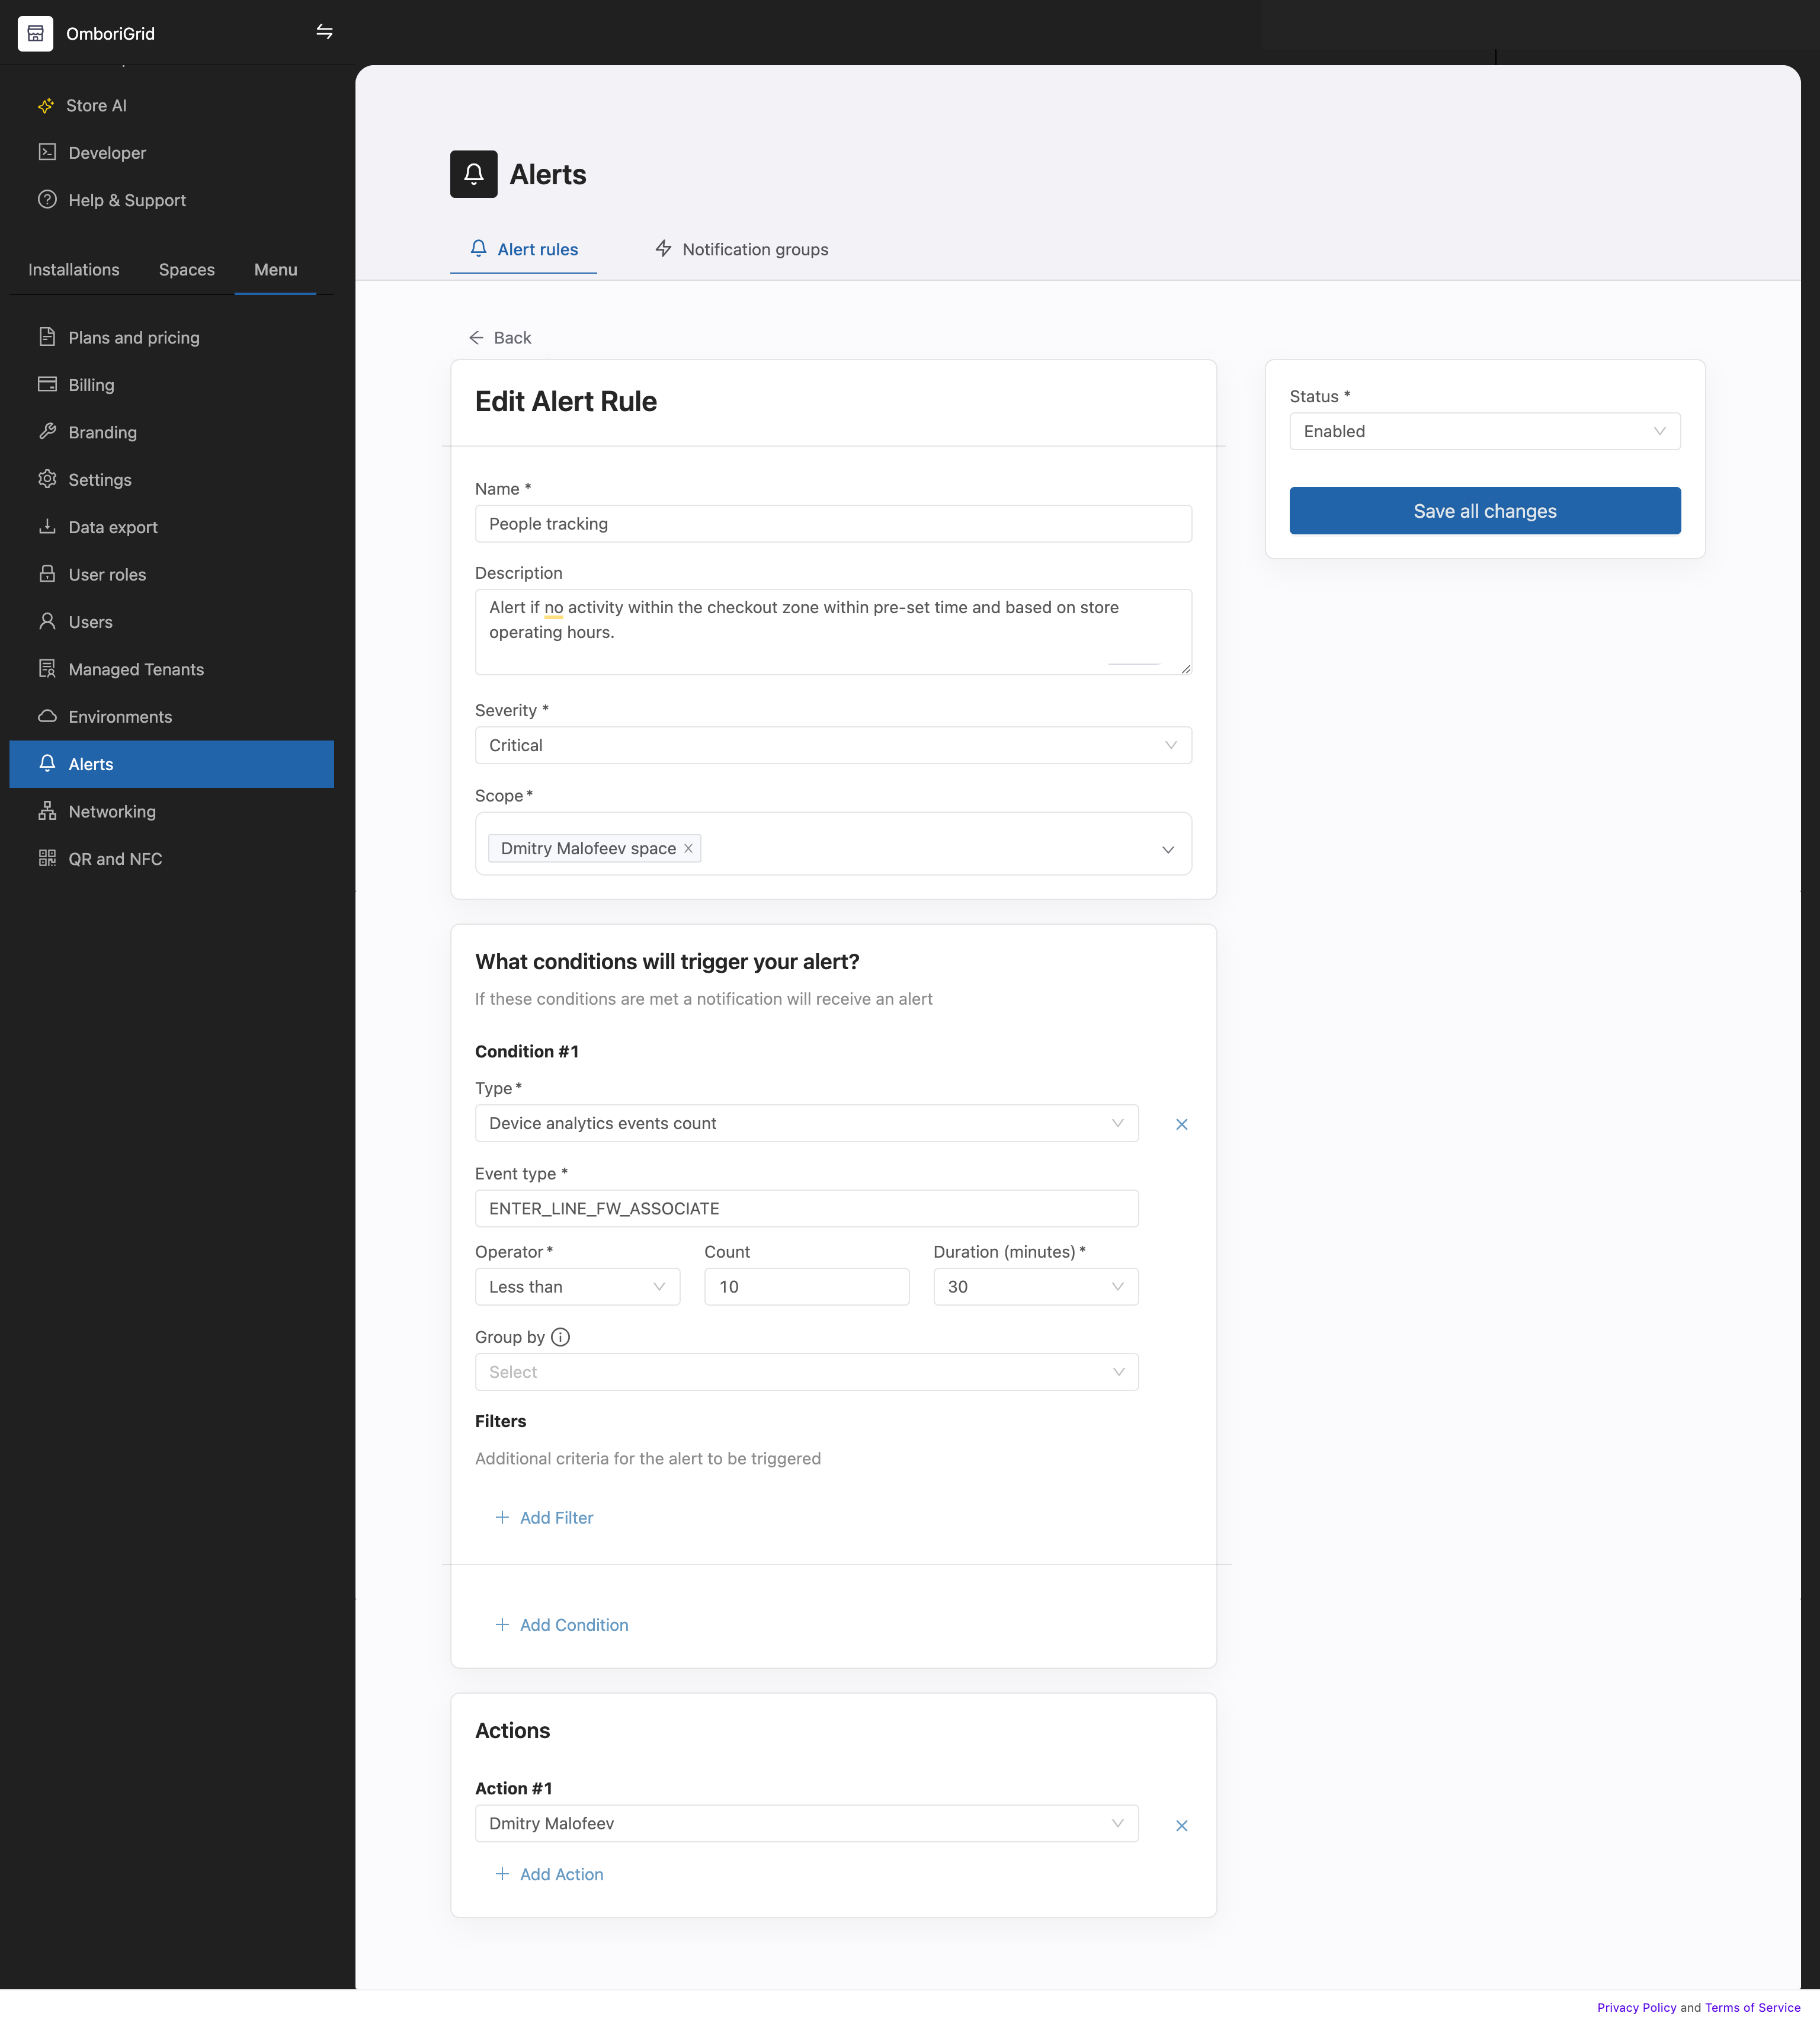 OmboriGrid
Store AI
Developer
Help & Support
Installations
Spaces
Menu
Plans and pricing
Billing
Branding
Settings
Data export
User roles
Users
Managed Tenants
Environments
Alerts
Networking
QR and NFC
Alerts
Alert rules
Notification groups
Back
Edit Alert Rule
Name *
People tracking
Description
Alert if no activity within the checkout zone within pre-set time and based on store
operating hours.
Severity *
Critical
Scope *
Dmitry Malofeev space
Status *
Enabled
Save all changes
What conditions will trigger your alert?
If these conditions are met a notification will receive an alert
Condition #1
Type *
Device analytics events count
Event type *
ENTER_LINE_FW_ASSOCIATE
Operator * Count Duration (minutes) *
Less than 10 30
Group by
Select
Filters
Additional criteria for the alert to be triggered
+ Add Filter
+ Add Condition
Actions
Action #1
Dmitry Malofeev
+ Add Action
Privacy Policy and Terms of Service